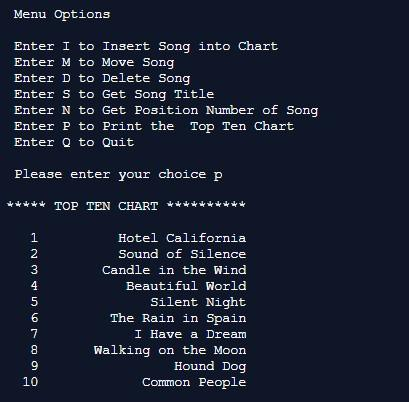 Menu Options
Enter I to Insert Song into Chart
Enter M to Move Song
Enter D to Delete Song
Enter S to Get Song Title
Enter N to Get Position Number of Song
Enter P to Print the  Top Ten Chart
Enter Q to Quit
Please enter your choice p
***** TOP TEN CHART **********
1 Hotel California
2 Sound of Silence
3 Candle in the Wind
4 Beautiful World
5 Silent Night
6 The Rain in Spain
7 I Have a Dream
8 Walking on the Moon
9 Hound Dog
10 Common People